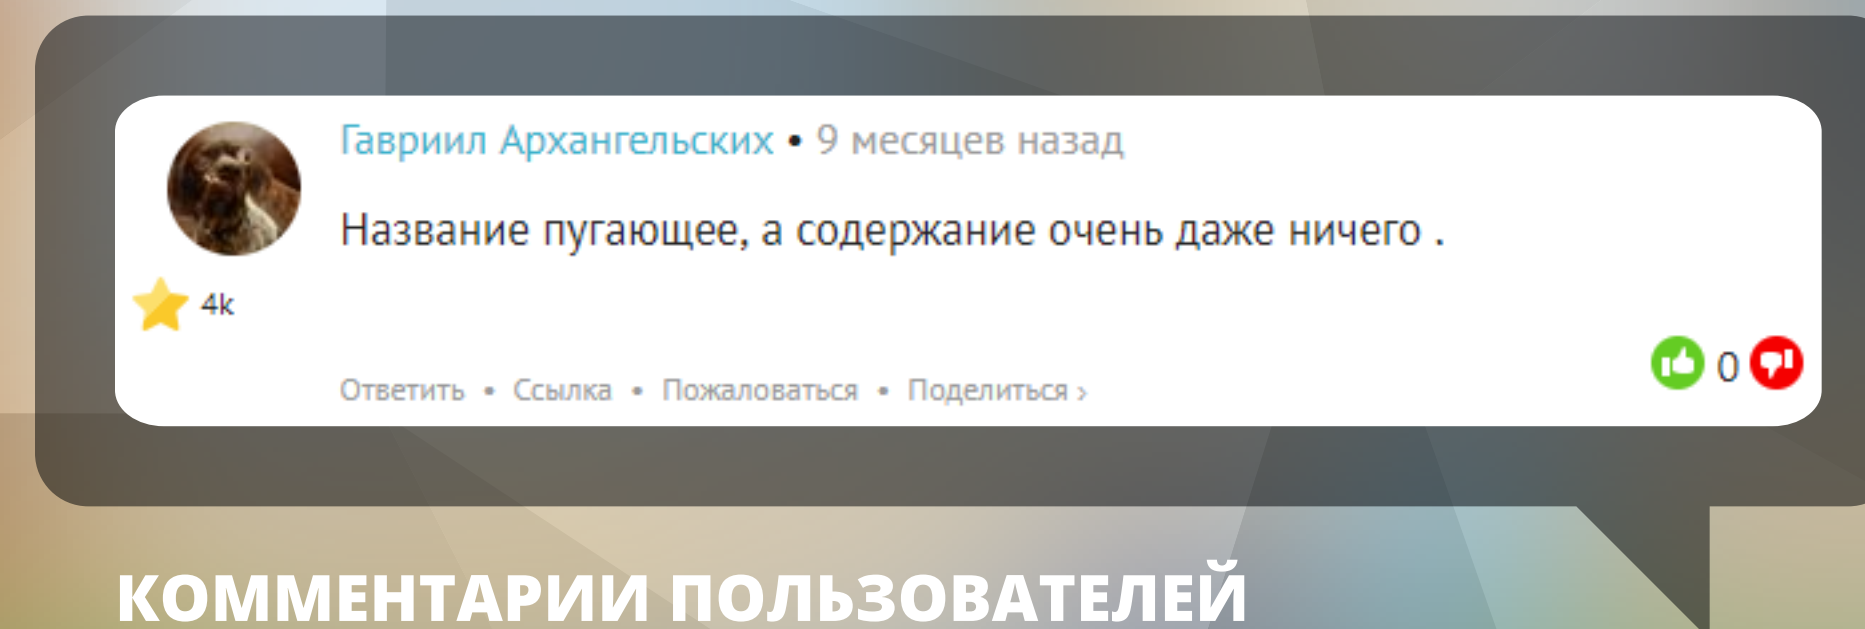 Гавриил Архангельских • 9 месяцев назад
Название пугающее, а содержание очень даже ничего .
4k
0
Ответить • Ссылка • Пожаловаться • Поделиться ›
КОММЕНТАРИИ ПОЛЬЗОВАТЕЛЕЙ